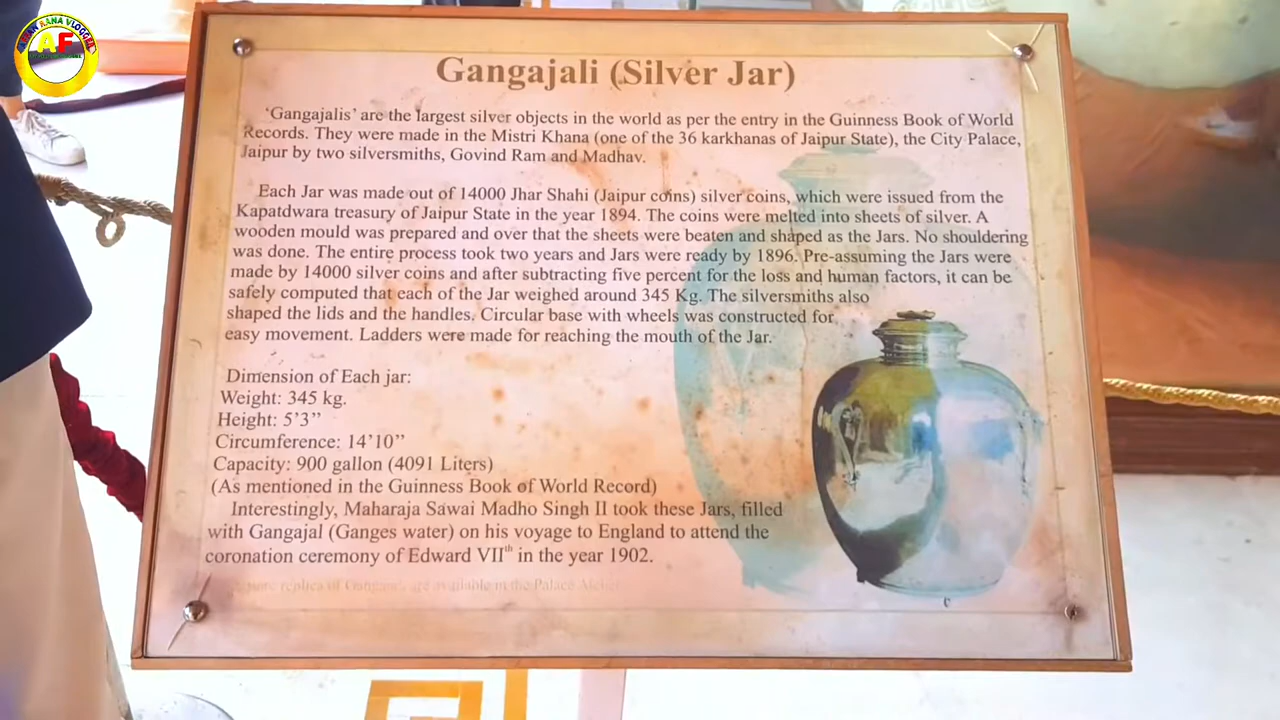 AF
Gangajali (Silver Jar)
'Gangajalis' are the largest silver objects in the world as per the entry in the Guinness Book of World
Records. They were made in the Mistri Khana (one of the 36 karkhanas of Jaipur State), the City Palace,
Jaipur by two silversmiths, Govind Ram and Madhav.
Each Jar was made out of 14000 Jhar Shahi (Jaipur coins) silver coins, which were issued from the
Kapatdwara treasury of Jaipur State in the year 1894. The coins were melted into sheets of silver. A
wooden mould was prepared and over that the sheets were beaten and shaped as the Jars. No shouldering
was done. The entire process took two years and Jars were ready by 1896. Pre-assuming the Jars were
made by 14000 silver coins and after subtracting five percent for the loss and human factors, it can be
safely computed that each of the Jar weighed around 345 Kg. The silversmiths also
shaped the lids and the handles. Circular base with wheels was constructed for
easy movement. Ladders were made for reaching the mouth of the Jar.
Dimension of Each jar:
Weight: 345 kg.
Height: 5'3''
Circumference: 14'10''
Capacity: 900 gallon (4091 Liters)
(As mentioned in the Guinness Book of World Record)
Interestingly, Maharaja Sawai Madho Singh II took these Jars, filled
with Gangajal (Ganges water) on his voyage to England to attend the
coronation ceremony of Edward VIIth in the year 1902.
replica of are available in the Palace